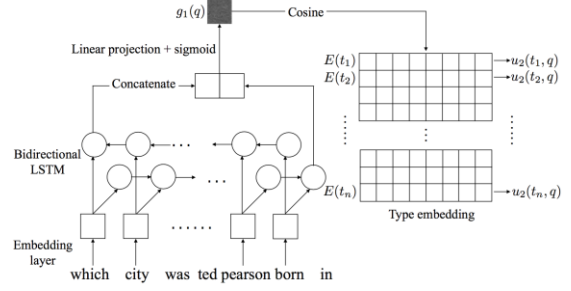 g₁(q)
Cosine
Linear projection + sigmoid
E(t₁)
u₂(t₁, q)
E(t₂)
u₂(t₂, q)
Concatenate
Bidirectional
LSTM
E(tₙ)
u₂(tₙ, q)
Type embedding
Embedding
layer
which city was ted pearson born in